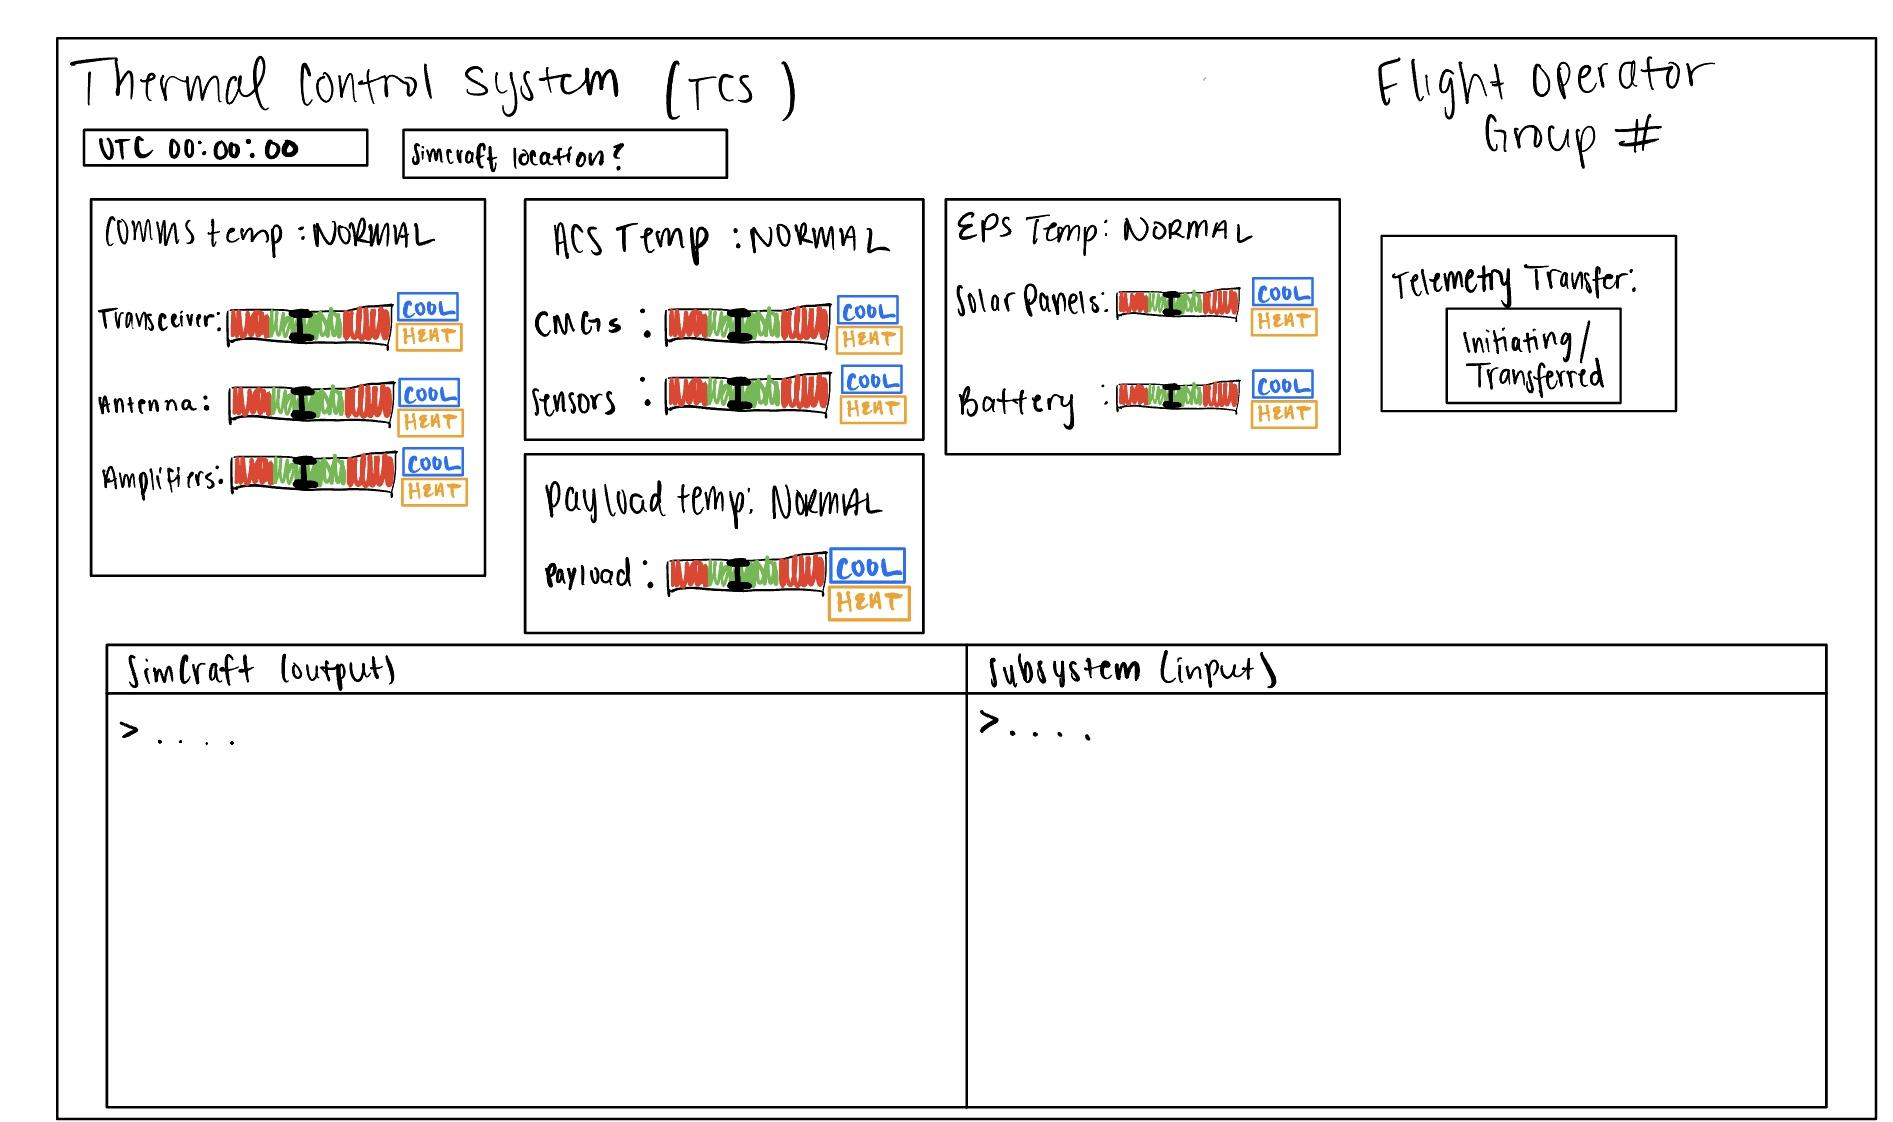 Thermal Control System (TCS)
Flight Operator
Group #
UTC 00:00:00
Simcraft location?
Comms temp : NORMAL
Transceiver:
COOL
HEAT
Antenna:
COOL
HEAT
Amplifiers:
COOL
HEAT
ACS Temp : NORMAL
CMGs :
COOL
HEAT
Sensors :
COOL
HEAT
Payload temp: NORMAL
Payload :
COOL
HEAT
EPS Temp: NORMAL
Solar Panels:
COOL
HEAT
Battery :
COOL
HEAT
Telemetry Transfer:
Initiating/
Transferred
SimCraft (output)
> . . . .
Subsystem (input)
> . . . .